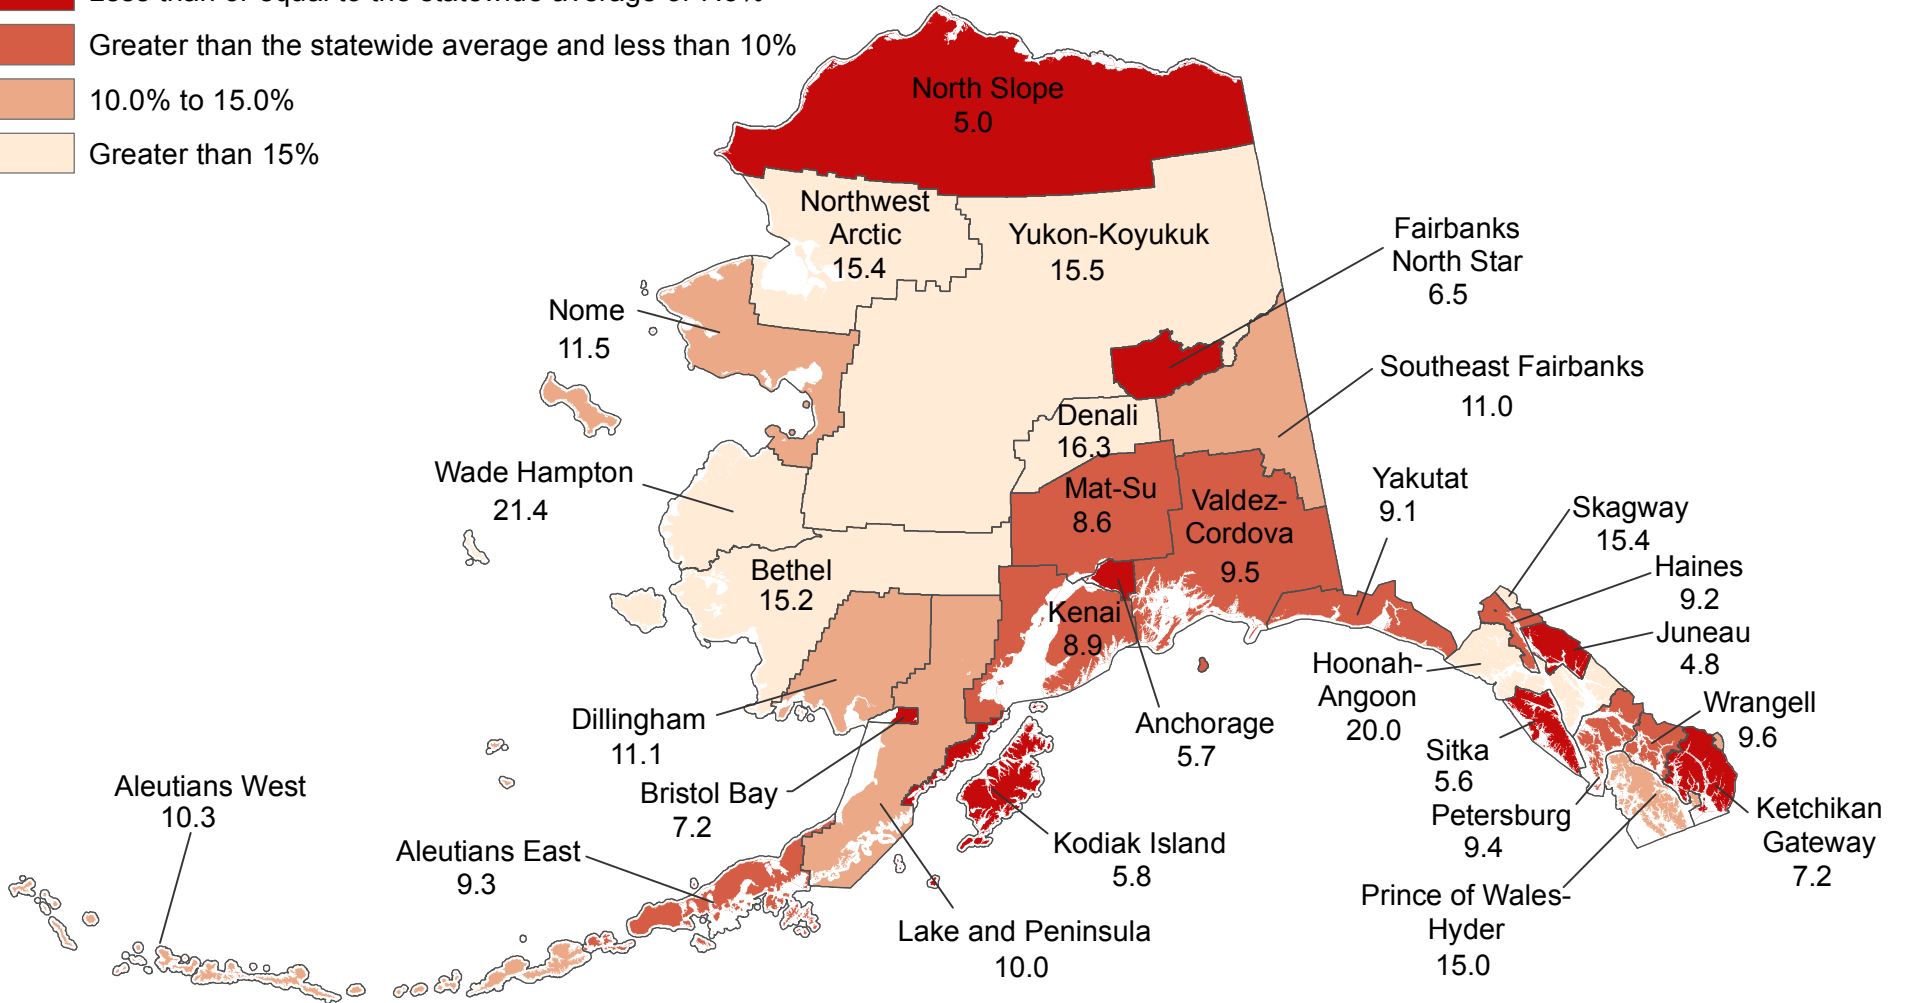 Greater than the statewide average and less than 10%
10.0% to 15.0%
Greater than 15%
North Slope
5.0
Northwest
Arctic
15.4
Yukon-Koyukuk
15.5
Fairbanks
North Star
6.5
Nome
11.5
Southeast Fairbanks
11.0
Denali
16.3
Wade Hampton
21.4
Mat-Su
8.6
Valdez-
Cordova
9.5
Yakutat
9.1
Skagway
15.4
Haines
9.2
Bethel
15.2
Kenai
8.9
Juneau
4.8
Hoonah-
Angoon
20.0
Wrangell
9.6
Dillingham
11.1
Anchorage
5.7
Sitka
5.6
Bristol Bay
7.2
Petersburg
9.4
Ketchikan
Gateway
7.2
Aleutians West
10.3
Aleutians East
9.3
Kodiak Island
5.8
Prince of Wales-
Hyder
15.0
Lake and Peninsula
10.0